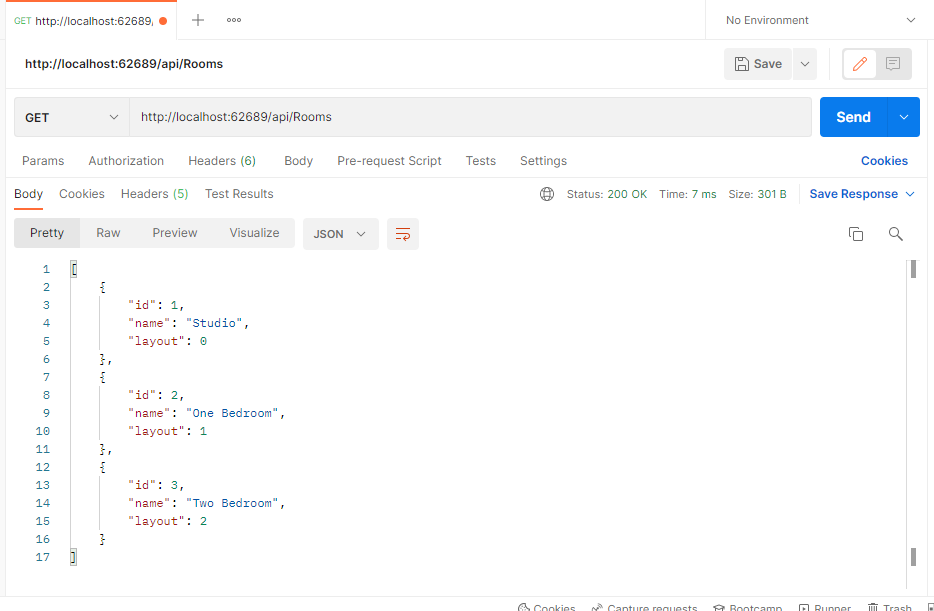 GET http://localhost:62689/
No Environment
http://localhost:62689/api/Rooms
Save
GET http://localhost:62689/api/Rooms Send
Params Authorization Headers (6) Body Pre-request Script Tests Settings Cookies
Body Cookies Headers (5) Test Results Status: 200 OK Time: 7 ms Size: 301 B Save Response
Pretty Raw Preview Visualize JSON
1 [
2 {
3 "id": 1,
4 "name": "Studio",
5 "layout": 0
6 },
7 {
8 "id": 2,
9 "name": "One Bedroom",
10 "layout": 1
11 },
12 {
13 "id": 3,
14 "name": "Two Bedroom",
15 "layout": 2
16 }
17 ]
Cookies Capture requests Bootcamp Runner Trash